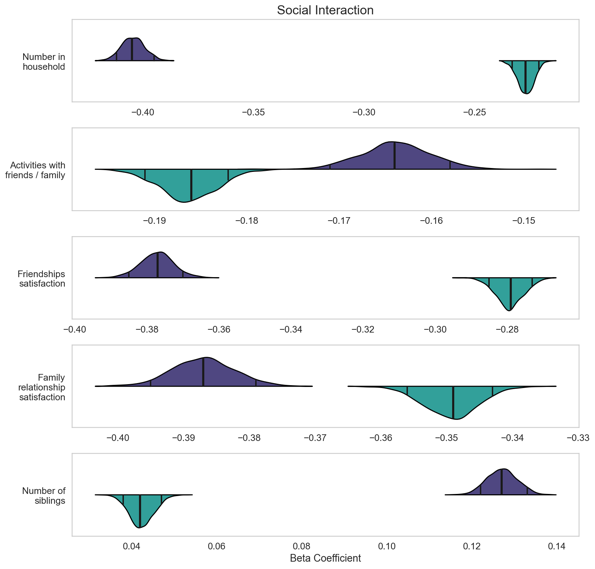 Social Interaction
Number in
household
−0.40 −0.35 −0.30 −0.25
Activities with
friends / family
−0.19 −0.18 −0.17 −0.16 −0.15
Friendships
satisfaction
−0.40 −0.38 −0.36 −0.34 −0.32 −0.30 −0.28
Family
relationship
satisfaction
−0.40 −0.39 −0.38 −0.37 −0.36 −0.35 −0.34 −0.33
Number of
siblings
0.04 0.06 0.08 0.10 0.12 0.14
Beta Coefficient